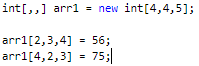 int[,,] arr1 = new int[4,4,5];
arr1[2,3,4] = 56;
arr1[4,2,3] = 75;